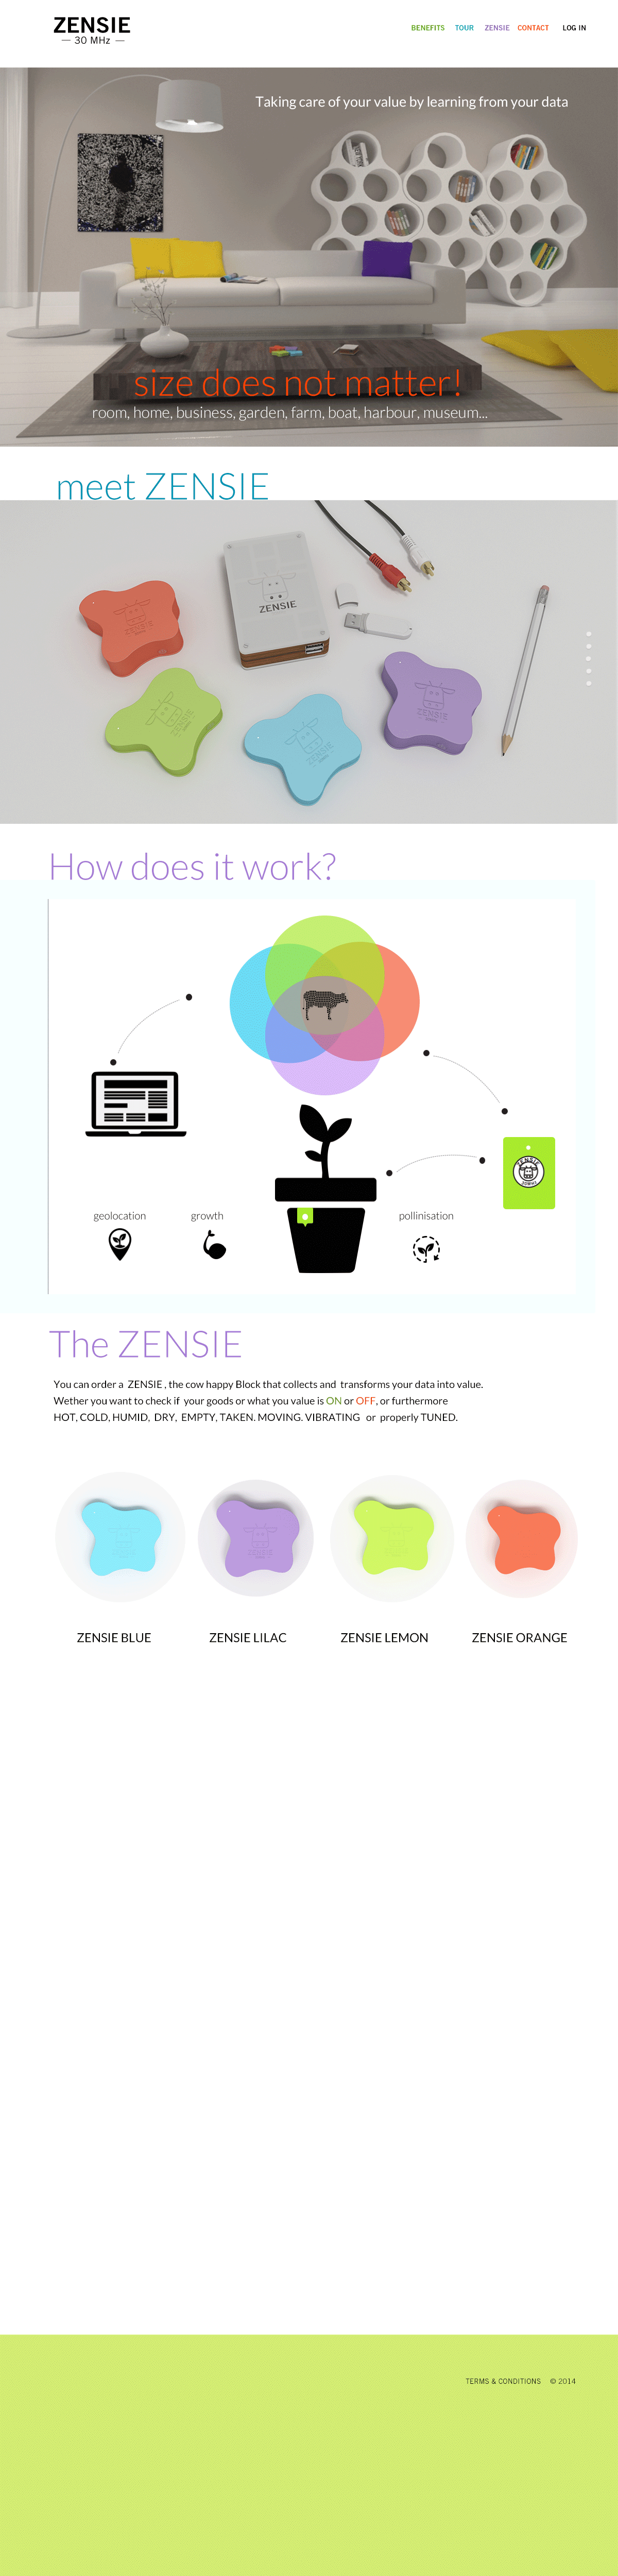 ZENSIE
— 30 MHz —
BENEFITS TOUR ZENSIE CONTACT LOG IN
Taking care of your value by learning from your data
size does not matter!
room, home, business, garden, farm, boat, harbour, museum...
meet ZENSIE
ZENSIE
How does it work?
ZENSIE
geolocation growth pollinisation
The ZENSIE
You can order a ZENSIE , the cow happy Block that collects and transforms your data into value.
Wether you want to check if your goods or what you value is ON or OFF, or furthermore
HOT, COLD, HUMID, DRY, EMPTY, TAKEN. MOVING. VIBRATING or properly TUNED.
ZENSIE BLUE ZENSIE LILAC ZENSIE LEMON ZENSIE ORANGE
TERMS & CONDITIONS © 2014